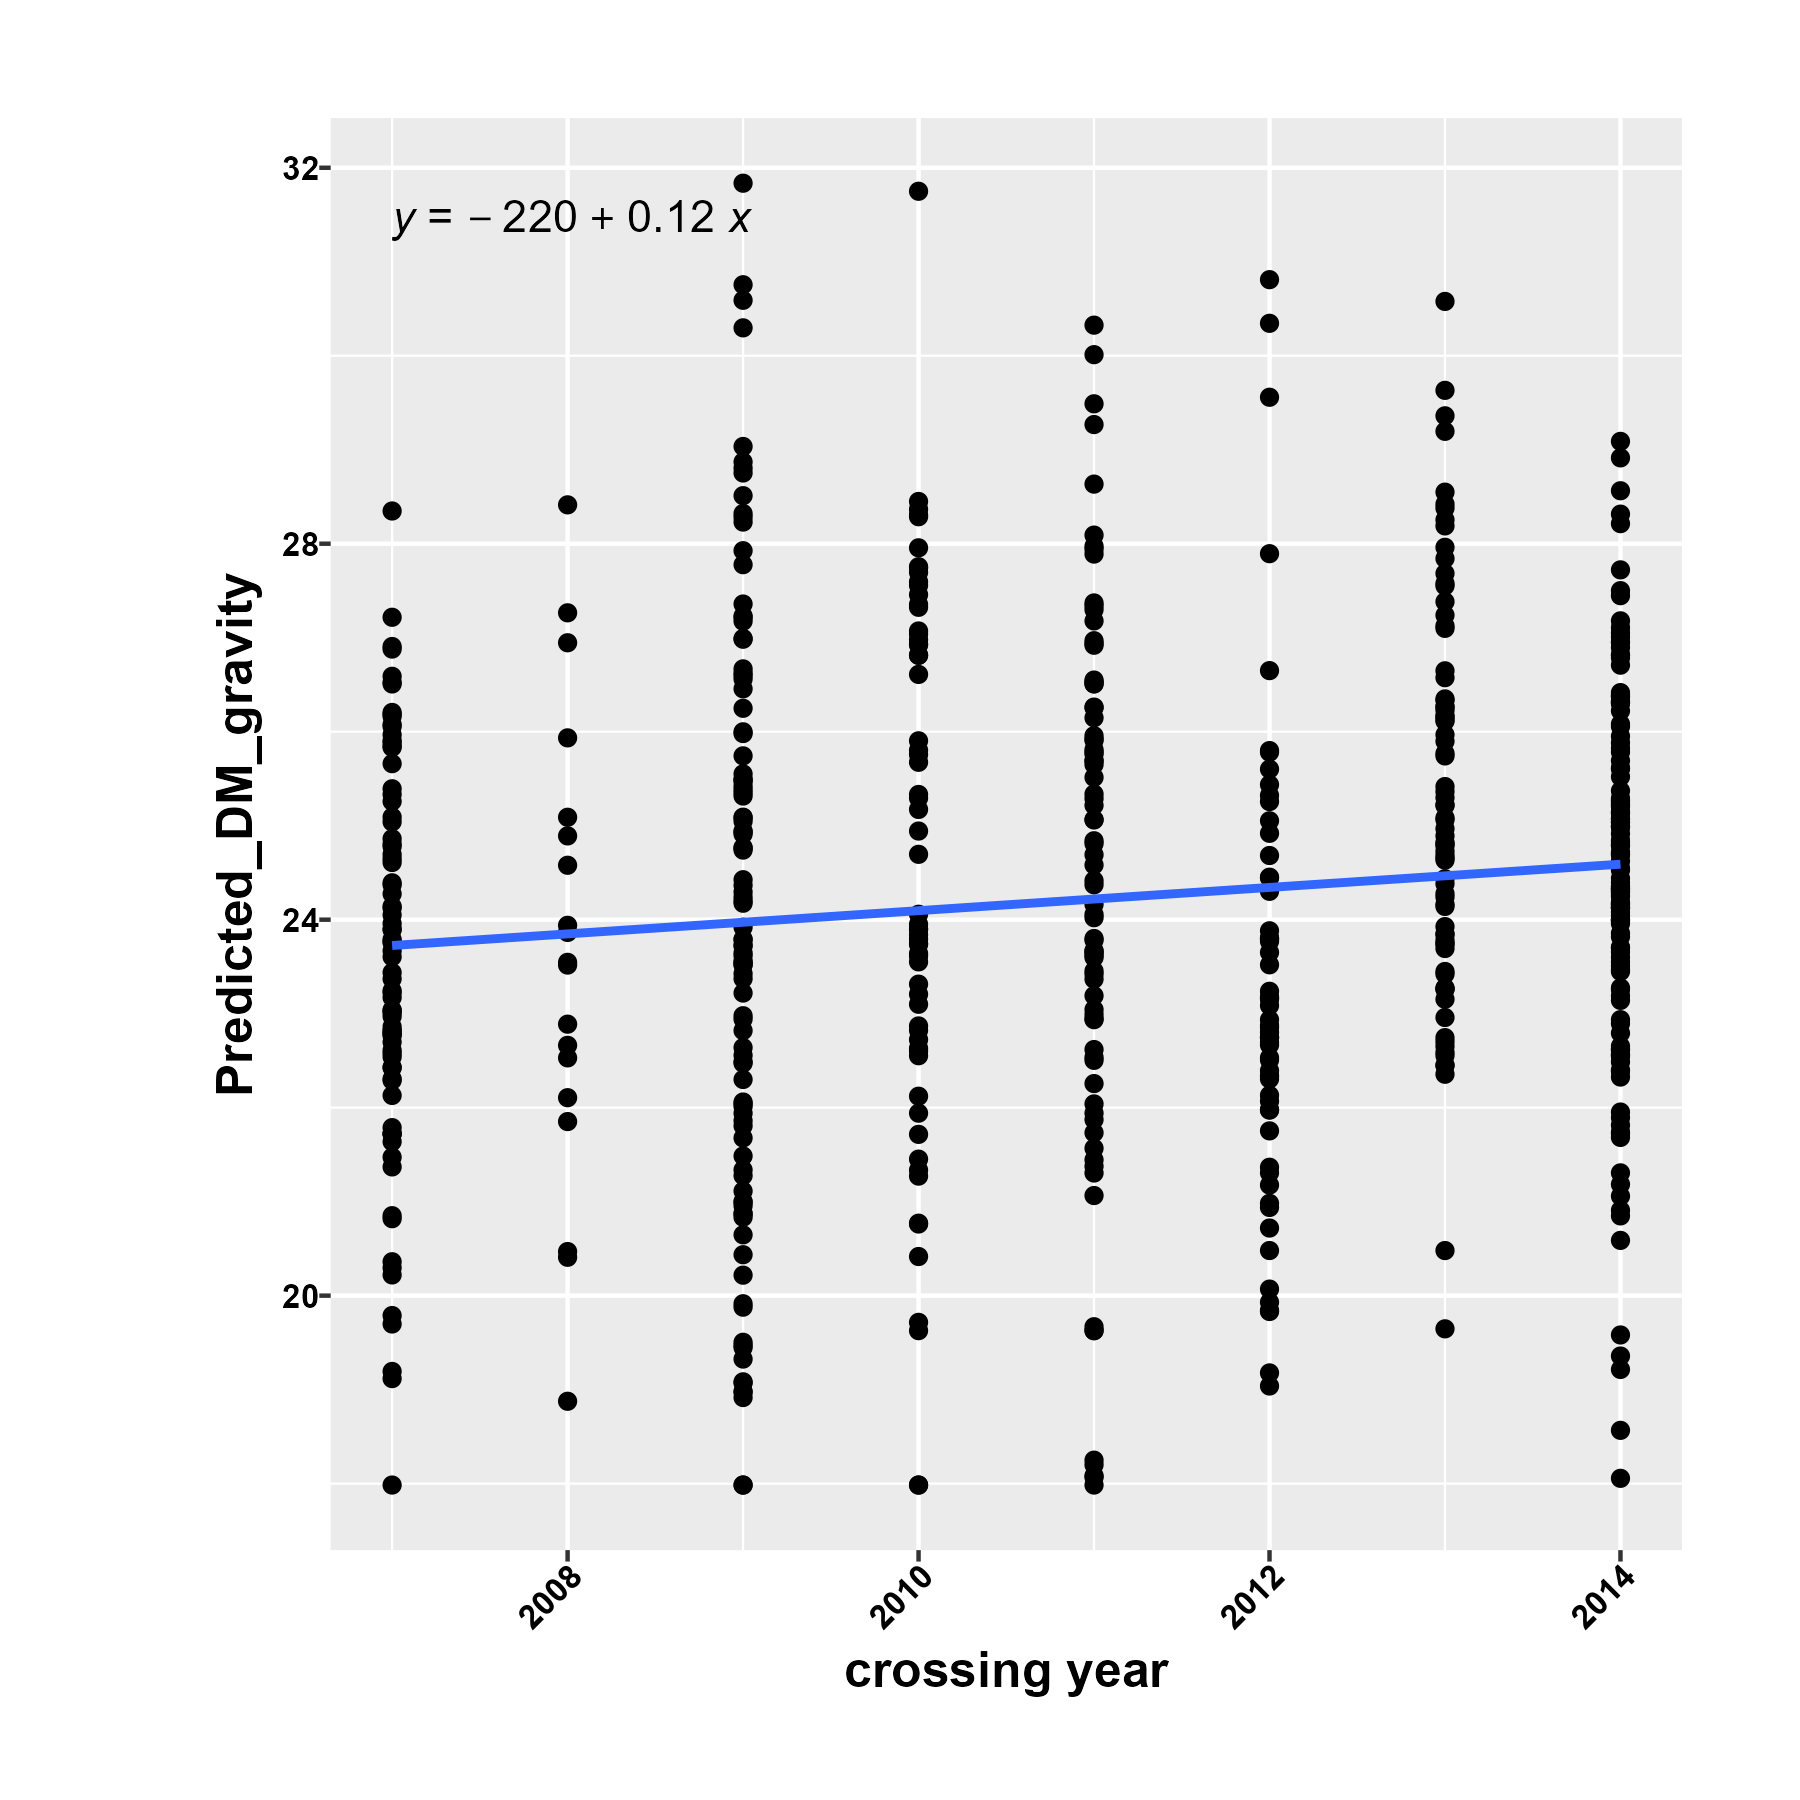 y = − 220 + 0.12 x
32
28
24
20
Predicted_DM_gravity
2008
2010
2012
2014
crossing year